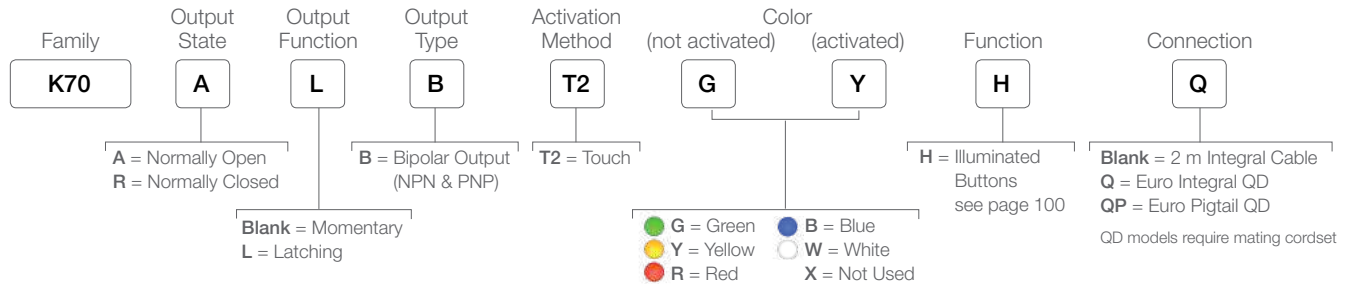 Family
Output State
Output Function
Output Type
Activation Method
Color
(not activated) (activated)
Function
Connection
K70 A L B T2 G Y H Q
A = Normally Open
R = Normally Closed
Blank = Momentary
L = Latching
B = Bipolar Output
(NPN & PNP)
T2 = Touch
G = Green
Y = Yellow
R = Red
B = Blue
W = White
X = Not Used
H = Illuminated
Buttons
see page 100
Blank = 2 m Integral Cable
Q = Euro Integral QD
QP = Euro Pigtail QD
QD models require mating cordset